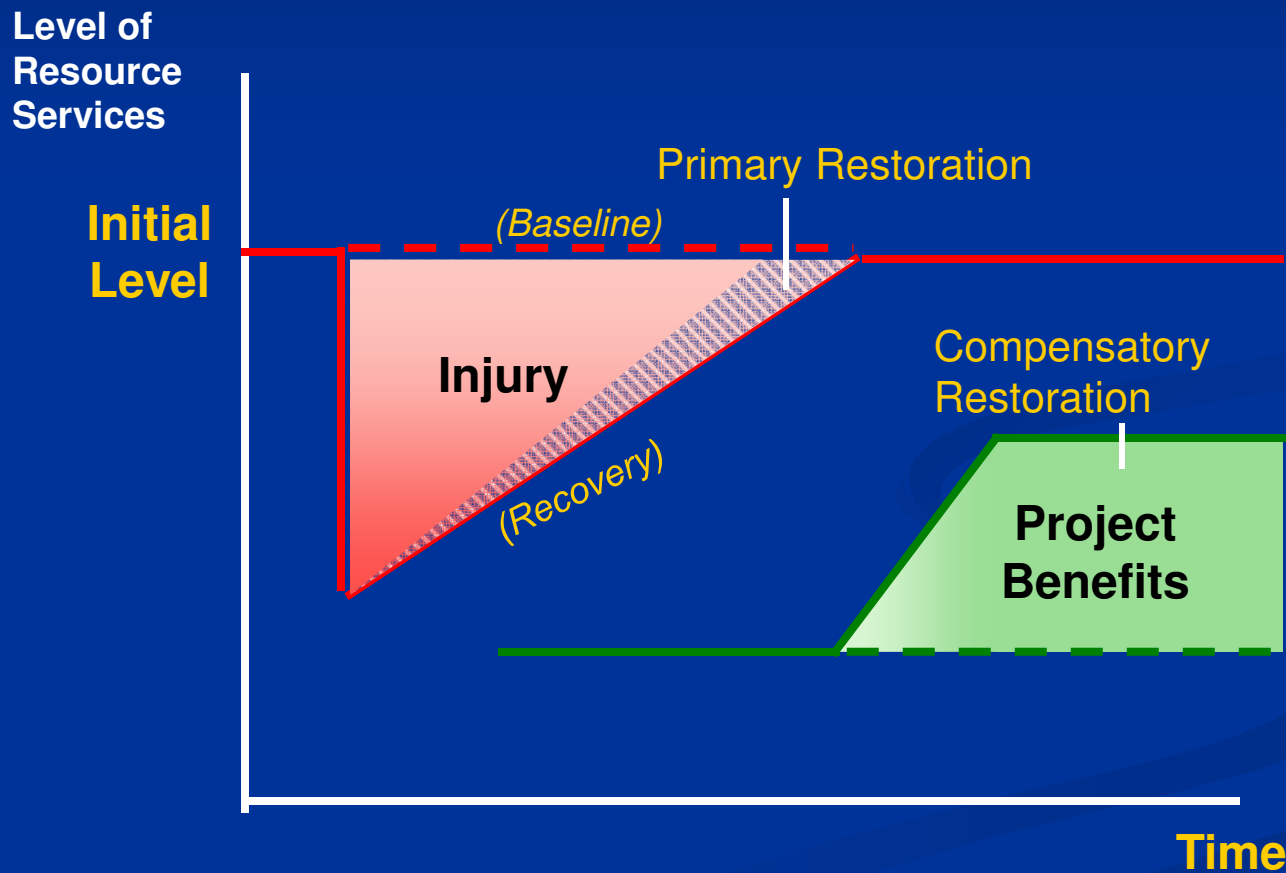 Level of
Resource
Services
Primary Restoration
Initial
Level
(Baseline)
Injury
Compensatory
Restoration
(Recovery)
Project
Benefits
Time